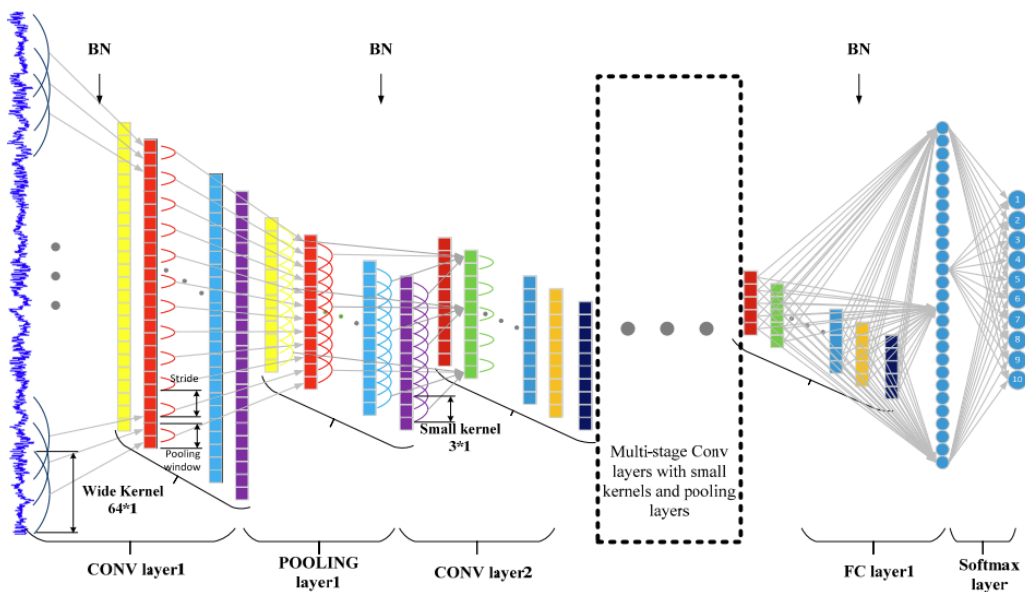 BN
BN
BN
Stride
Pooling
window
Wide Kernel
64*1
Small kernel
3*1
Multi-stage Conv
layers with small
kernels and pooling
layers
1
2
3
4
5
6
7
8
9
10
CONV layer1
POOLING
layer1
CONV layer2
FC layer1
Softmax
layer